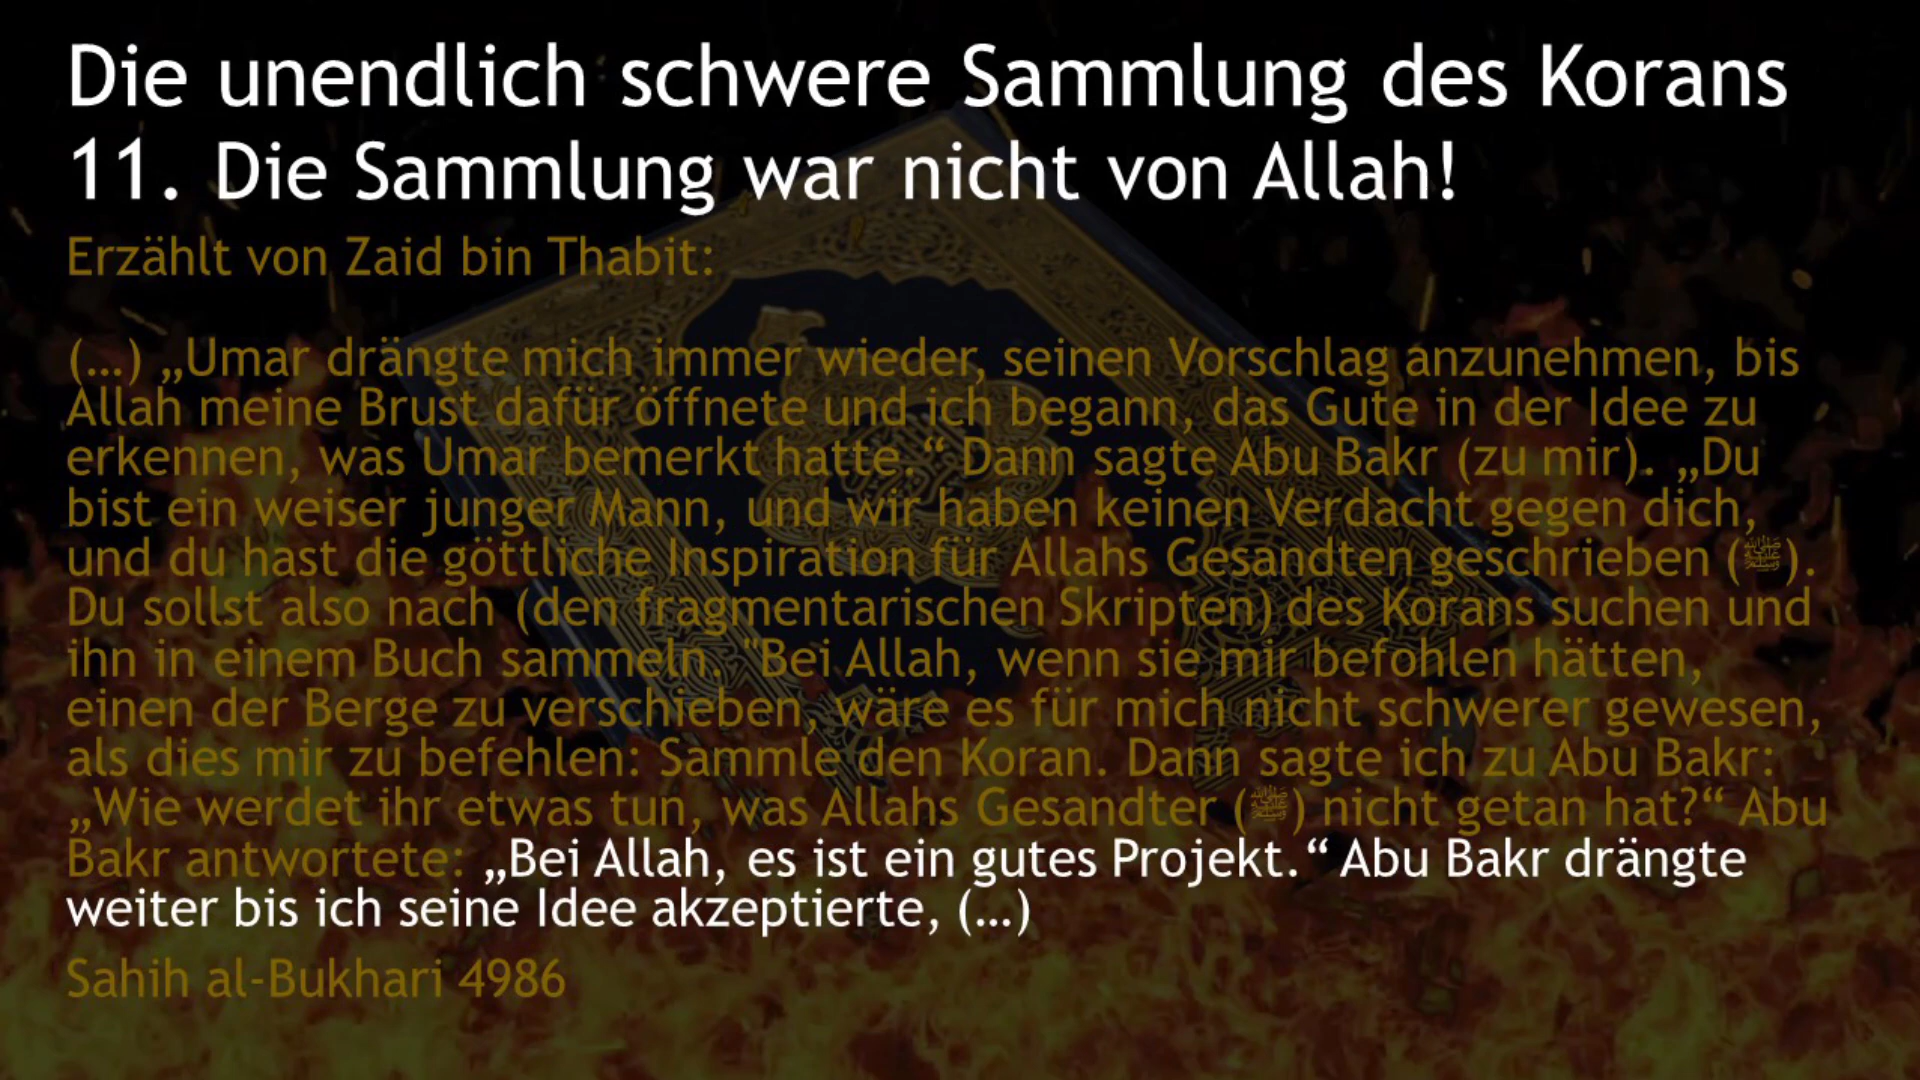 Die unendlich schwere Sammlung des Korans
11. Die Sammlung war nicht von Allah!
Erzählt von Zaid bin Thabit:
(…) „Umar drängte mich immer wieder, seinen Vorschlag anzunehmen, bis
Allah meine Brust dafür öffnete und ich begann, das Gute in der Idee zu
erkennen, was Umar bemerkt hatte.“ Dann sagte Abu Bakr (zu mir). „Du
bist ein weiser junger Mann, und wir haben keinen Verdacht gegen dich,
und du hast die göttliche Inspiration für Allahs Gesandten geschrieben (ﷺ).
Du sollst also nach (den fragmentarischen Skripten) des Korans suchen und
ihn in einem Buch sammeln. "Bei Allah, wenn sie mir befohlen hätten,
einen der Berge zu verschieben, wäre es für mich nicht schwerer gewesen,
als dies mir zu befehlen: Sammle den Koran. Dann sagte ich zu Abu Bakr:
„Wie werdet ihr etwas tun, was Allahs Gesandter (ﷺ) nicht getan hat?“ Abu
Bakr antwortete: „Bei Allah, es ist ein gutes Projekt.“ Abu Bakr drängte
weiter bis ich seine Idee akzeptierte, (…)
Sahih al-Bukhari 4986